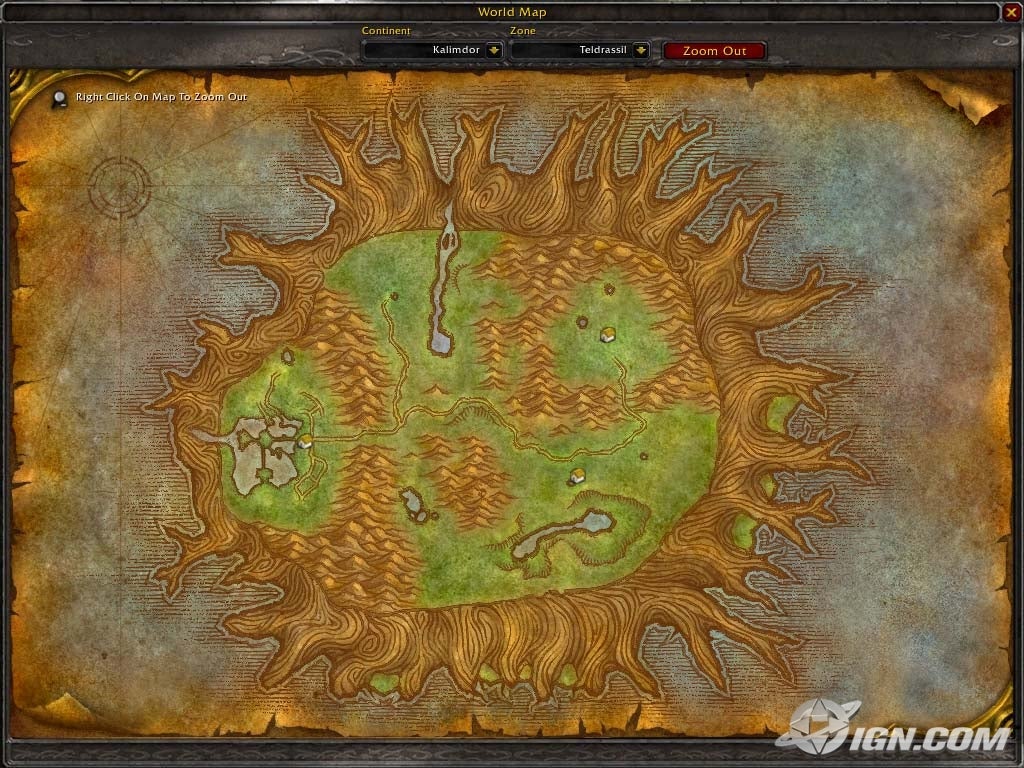 World Map
Continent
Zone
Kalimdor
Teldrassil
Zoom Out
Right Click On Map To Zoom Out
IGN.COM